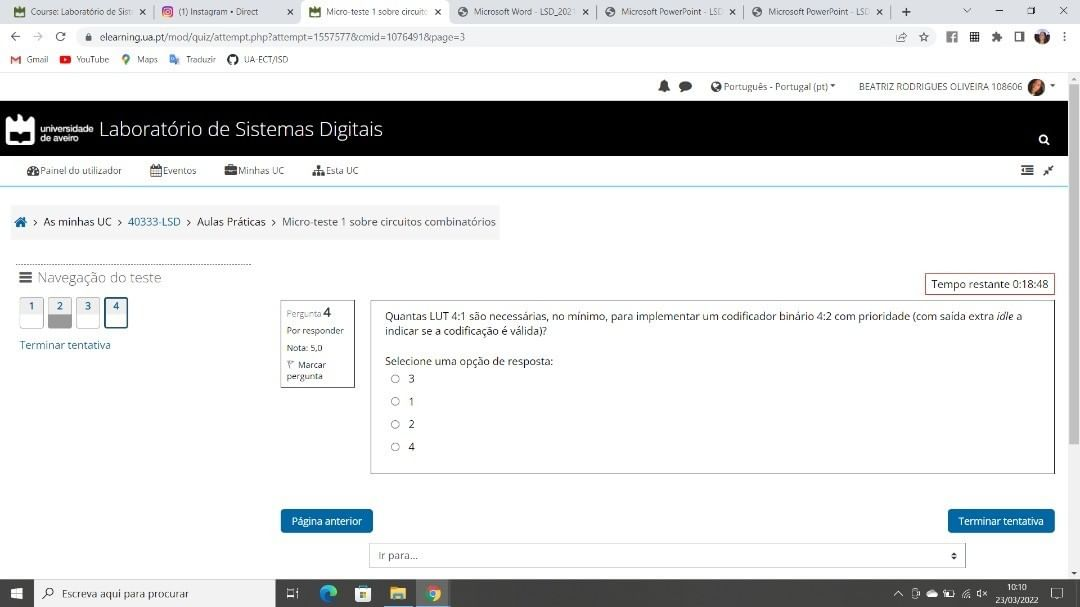 Course: Laboratório de Sist
(1) Instagram • Direct
Micro-teste 1 sobre circuito
Microsoft Word - LSD_2021
Microsoft PowerPoint - LSD
Microsoft PowerPoint - LSD
elearning.ua.pt/mod/quiz/attempt.php?attempt=1557577&cmid=1076491&page=3
Gmail
YouTube
Maps
Traduzir
UA-ECT/ISD
Português - Portugal (pt)
BEATRIZ RODRIGUES OLIVEIRA 108606
universidade
de aveiro
Laboratório de Sistemas Digitais
Painel do utilizador
Eventos
Minhas UC
Esta UC
> As minhas UC > 40333-LSD > Aulas Práticas > Micro-teste 1 sobre circuitos combinatórios
Navegação do teste
1 2 3 4
Terminar tentativa
Tempo restante 0:18:48
Pergunta 4
Por responder
Nota: 5,0
Marcar
pergunta
Quantas LUT 4:1 são necessárias, no mínimo, para implementar um codificador binário 4:2 com prioridade (com saída extra idle a
indicar se a codificação é válida)?
Selecione uma opção de resposta:
3
1
2
4
Página anterior
Terminar tentativa
Ir para...
Escreva aqui para procurar
10:10
23/03/2022